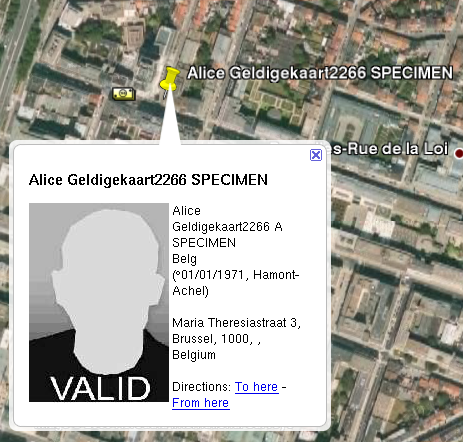 Alice Geldigekaart2266 SPECIMEN
s-Rue de la Loi
Alice Geldigekaart2266 SPECIMEN
Alice
Geldigekaart2266 A
SPECIMEN
Belg
(°01/01/1971, Hamont-
Achel)
Maria Theresiastraat 3,
Brussel, 1000, ,
Belgium
Directions: To here -
From here
VALID